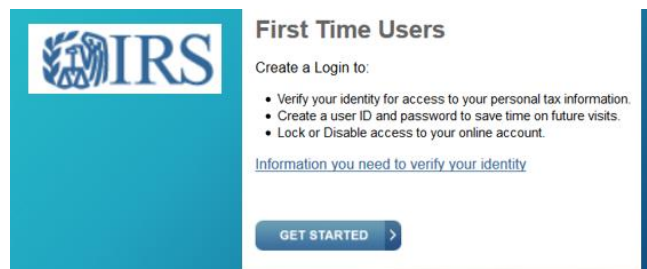 IRS
First Time Users
Create a Login to:
• Verify your identity for access to your personal tax information.
• Create a user ID and password to save time on future visits.
• Lock or Disable access to your online account.
Information you need to verify your identity
GET STARTED >